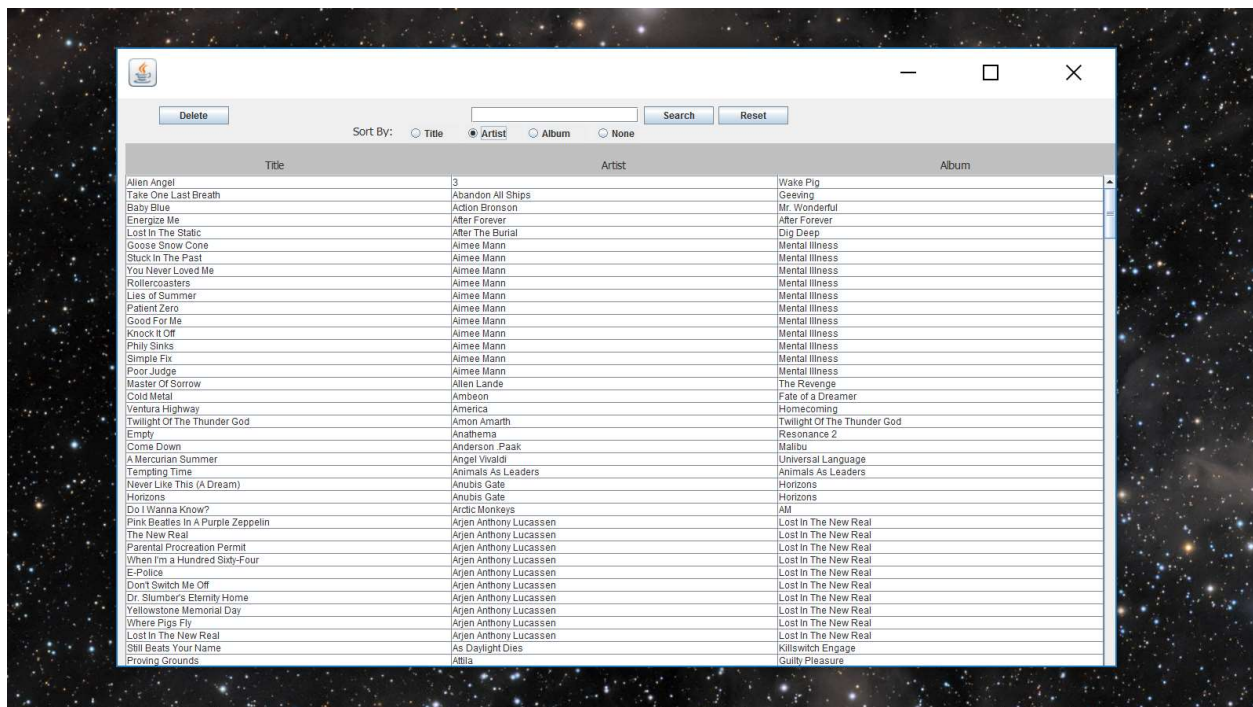 Delete Search Reset
Sort By: Title Artist Album None
Title Artist Album
Alien Angel 3 Wake Pig
Take One Last Breath Abandon All Ships Geeving
Baby Blue Action Bronson Mr. Wonderful
Energize Me After Forever After Forever
Lost In The Static After The Burial Dig Deep
Goose Snow Cone Aimee Mann Mental Illness
Stuck In The Past Aimee Mann Mental Illness
You Never Loved Me Aimee Mann Mental Illness
Rollercoasters Aimee Mann Mental Illness
Lies of Summer Aimee Mann Mental Illness
Patient Zero Aimee Mann Mental Illness
Good For Me Aimee Mann Mental Illness
Knock It Off Aimee Mann Mental Illness
Phily Sinks Aimee Mann Mental Illness
Simple Fix Aimee Mann Mental Illness
Poor Judge Aimee Mann Mental Illness
Master Of Sorrow Allen Lande The Revenge
Cold Metal Ambeon Fate of a Dreamer
Ventura Highway America Homecoming
Twilight Of The Thunder God Amon Amarth Twilight Of The Thunder God
Empty Anathema Resonance 2
Come Down Anderson .Paak Malibu
A Mercurian Summer Angel Vivaldi Universal Language
Tempting Time Animals As Leaders Animals As Leaders
Never Like This (A Dream) Anubis Gate Horizons
Horizons Anubis Gate Horizons
Do I Wanna Know? Arctic Monkeys AM
Pink Beatles In A Purple Zeppelin Arjen Anthony Lucassen Lost In The New Real
The New Real Arjen Anthony Lucassen Lost In The New Real
Parental Procreation Permit Arjen Anthony Lucassen Lost In The New Real
When I'm a Hundred Sixty-Four Arjen Anthony Lucassen Lost In The New Real
E-Police Arjen Anthony Lucassen Lost In The New Real
Don't Switch Me Off Arjen Anthony Lucassen Lost In The New Real
Dr. Slumber's Eternity Home Arjen Anthony Lucassen Lost In The New Real
Yellowstone Memorial Day Arjen Anthony Lucassen Lost In The New Real
Where Pigs Fly Arjen Anthony Lucassen Lost In The New Real
Lost In The New Real Arjen Anthony Lucassen Lost In The New Real
Still Beats Your Name As Daylight Dies Killswitch Engage
Proving Grounds Attila Guilty Pleasure